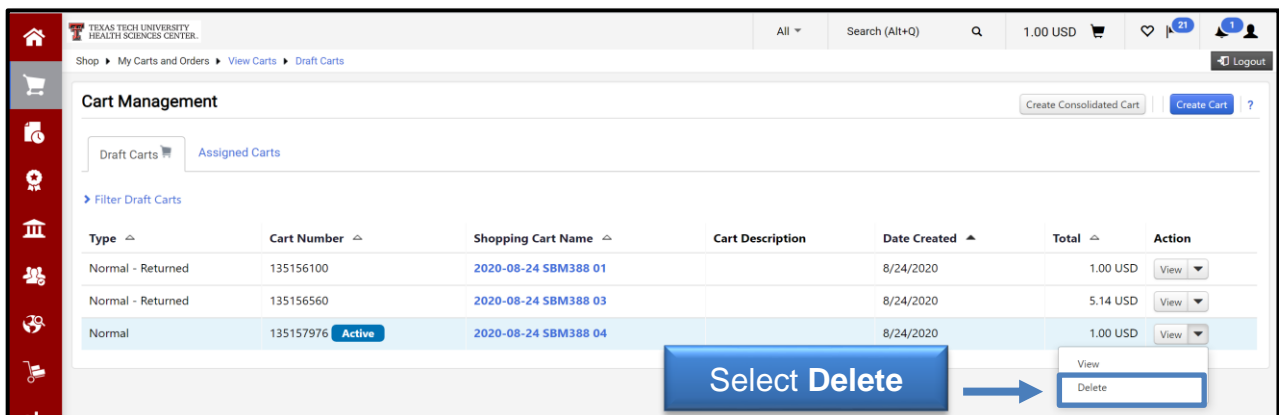 TEXAS TECH UNIVERSITY
HEALTH SCIENCES CENTER.
All
Search (Alt+Q)
1.00 USD
21
1
Shop My Carts and Orders View Carts Draft Carts
Logout
Cart Management
Create Consolidated Cart
Create Cart
?
Draft Carts
Assigned Carts
Filter Draft Carts
Type Cart Number Shopping Cart Name Cart Description Date Created Total Action
Normal - Returned 135156100 2020-08-24 SBM388 01 8/24/2020 1.00 USD View
Normal - Returned 135156560 2020-08-24 SBM388 03 8/24/2020 5.14 USD View
Normal 135157976 Active 2020-08-24 SBM388 04 8/24/2020 1.00 USD View
View
Select Delete
Delete